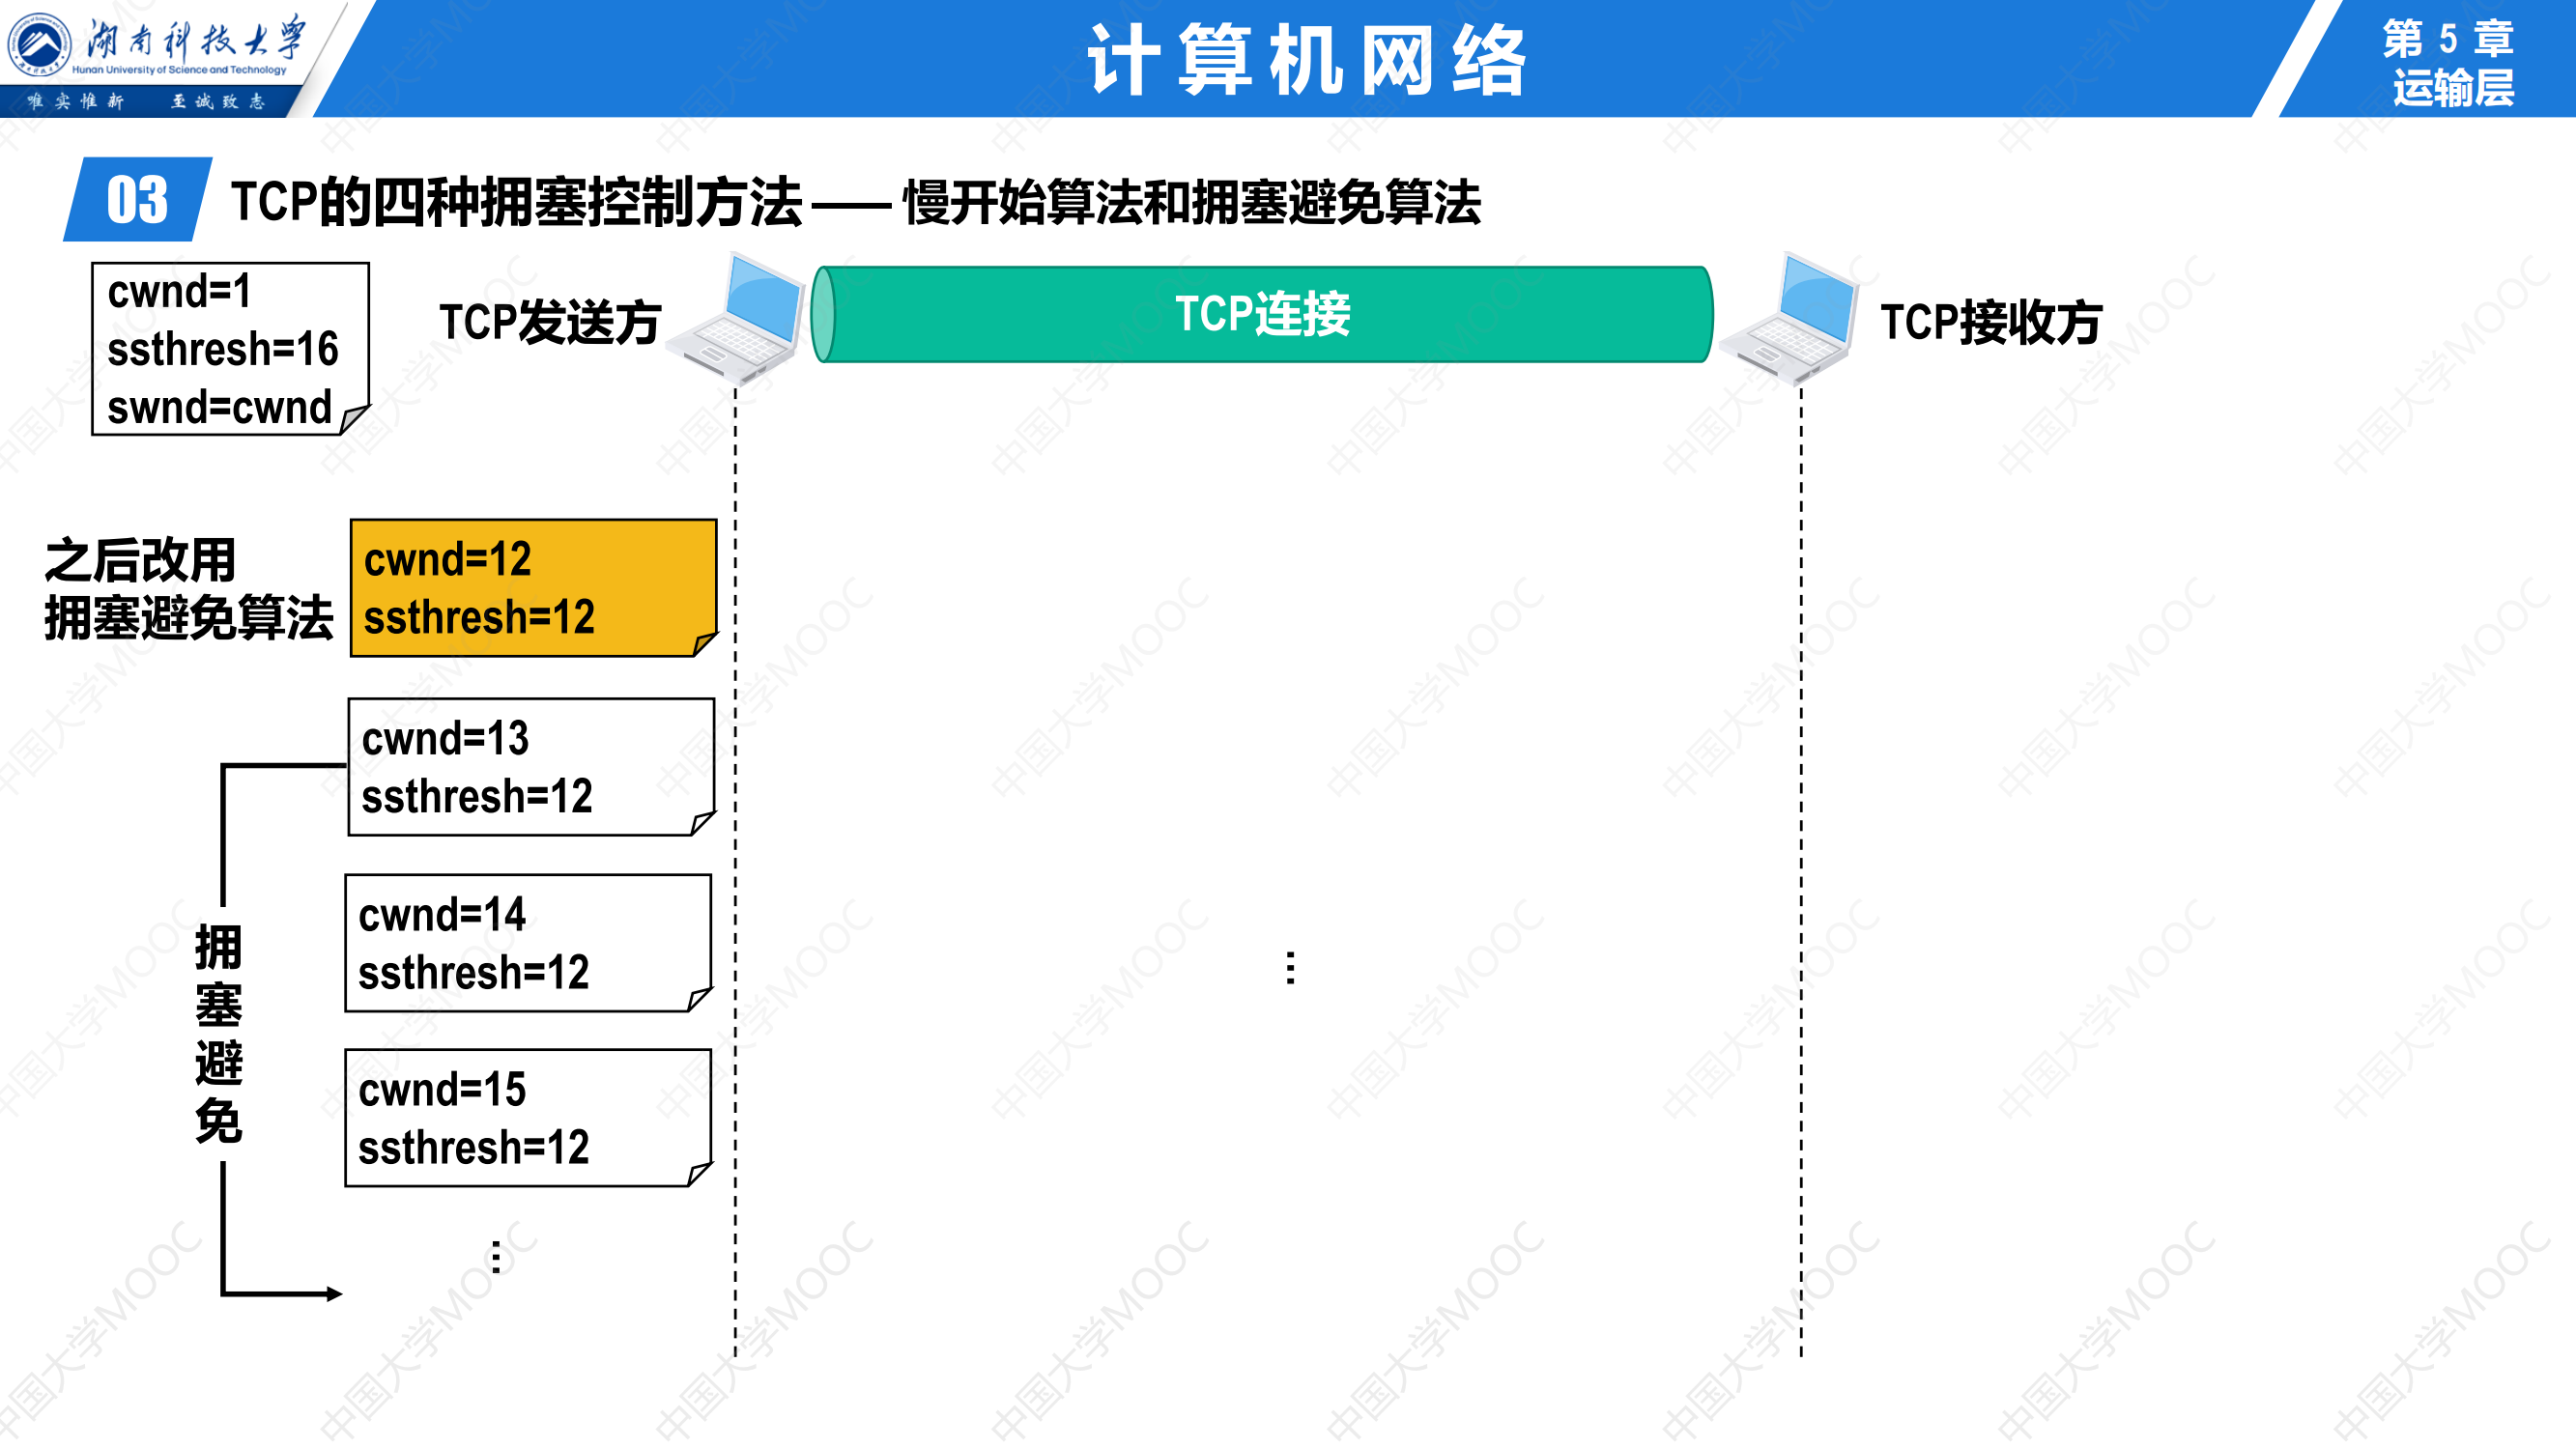 湖南科技大学
Hunan University of Science and Technology
唯实惟新 至诚致志
计算机网络
第 5 章
运输层
03
TCP的四种拥塞控制方法 —— 慢开始算法和拥塞避免算法
cwnd=1
ssthresh=16
swnd=cwnd
TCP发送方
TCP连接
TCP接收方
之后改用
拥塞避免算法
cwnd=12
ssthresh=12
cwnd=13
ssthresh=12
cwnd=14
ssthresh=12
拥塞避免
cwnd=15
ssthresh=12
⋮
⋮
中国大学MOOC